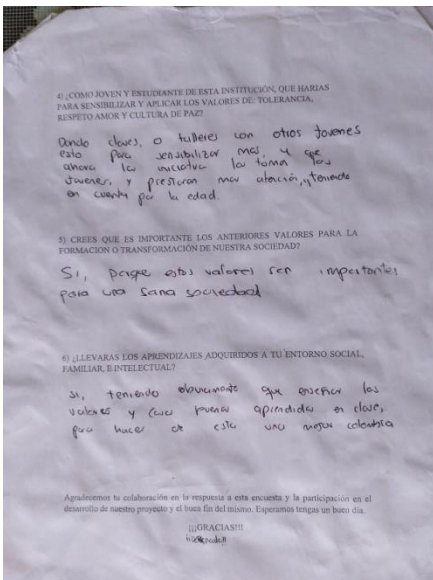 4) ¿COMO JOVEN Y ESTUDIANTE DE ESTA INSTITUCIÓN, QUE HARIAS
PARA SENSIBILIZAR Y APLICAR LOS VALORES DE: TOLERANCIA,
RESPETO AMOR Y CULTURA DE PAZ?
Dando clases, o talleres con otros Jovenes
esto para sensibilizar mas, y que
ahora la iniciativa la toman los
Jovenes, y prestaran mas atención, y teniendo
en cuenta por la edad.
5) CREES QUE ES IMPORTANTE LOS ANTERIORES VALORES PARA LA
FORMACION O TRANSFORMACIÓN DE NUESTRA SOCIEDAD?
Si, porque estos valores son importantes
para una sana sociedad
6) ¿LLEVARAS LOS APRENDIZAJES ADQUIRIDOS A TU ENTORNO SOCIAL,
FAMILIAR, E INTELECTUAL?
si, teniendo obviamente que enseñar los
valores y cosas buenas aprendidas en clase,
para hacer de esta una mejor colombia
Agradecemos tu colaboración en la respuesta a esta encuesta y la participación en el
desarrollo de nuestro proyecto y el buen fin del mismo. Esperamos tengas un buen día.
¡¡¡GRACIAS!!!